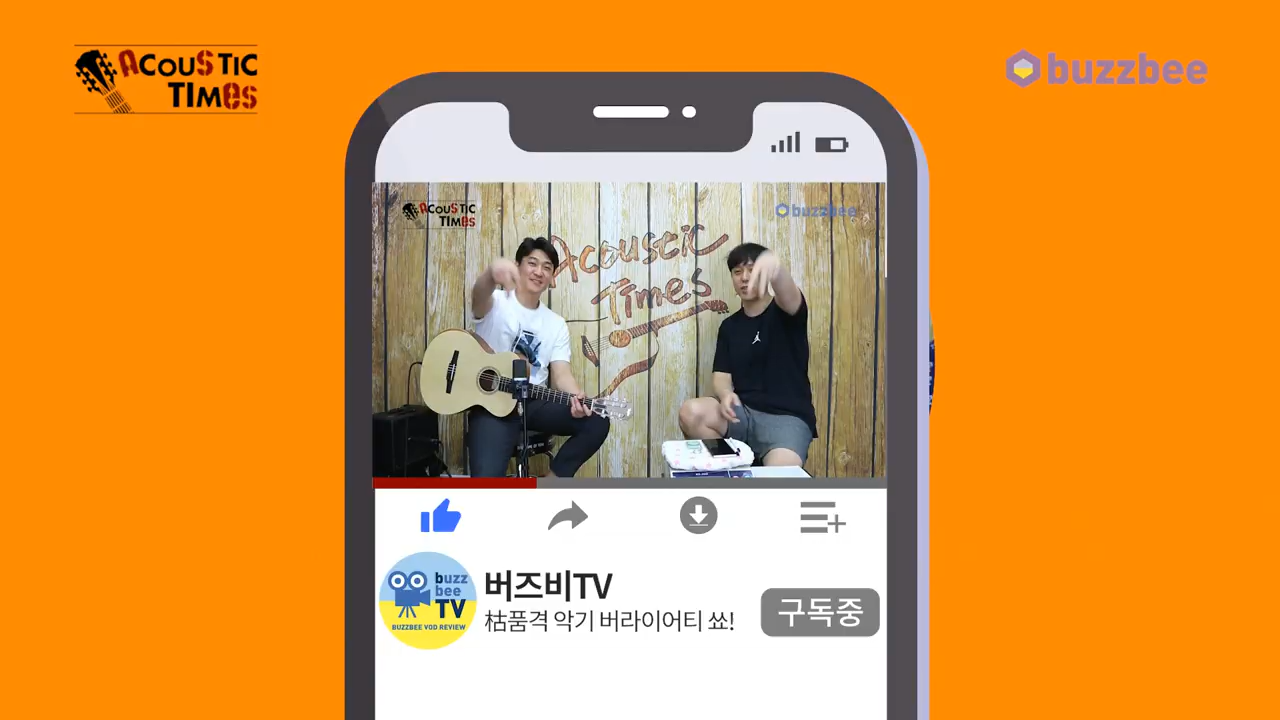 ACOUSTIC
TIMES
buzzbee
ACOUSTIC
TIMES
buzzbee
Acoustic
Times
buzz
bee
TV
BUZZBEE VOD REVIEW
버즈비TV
枯품격 악기 버라이어티 쑈!
구독중